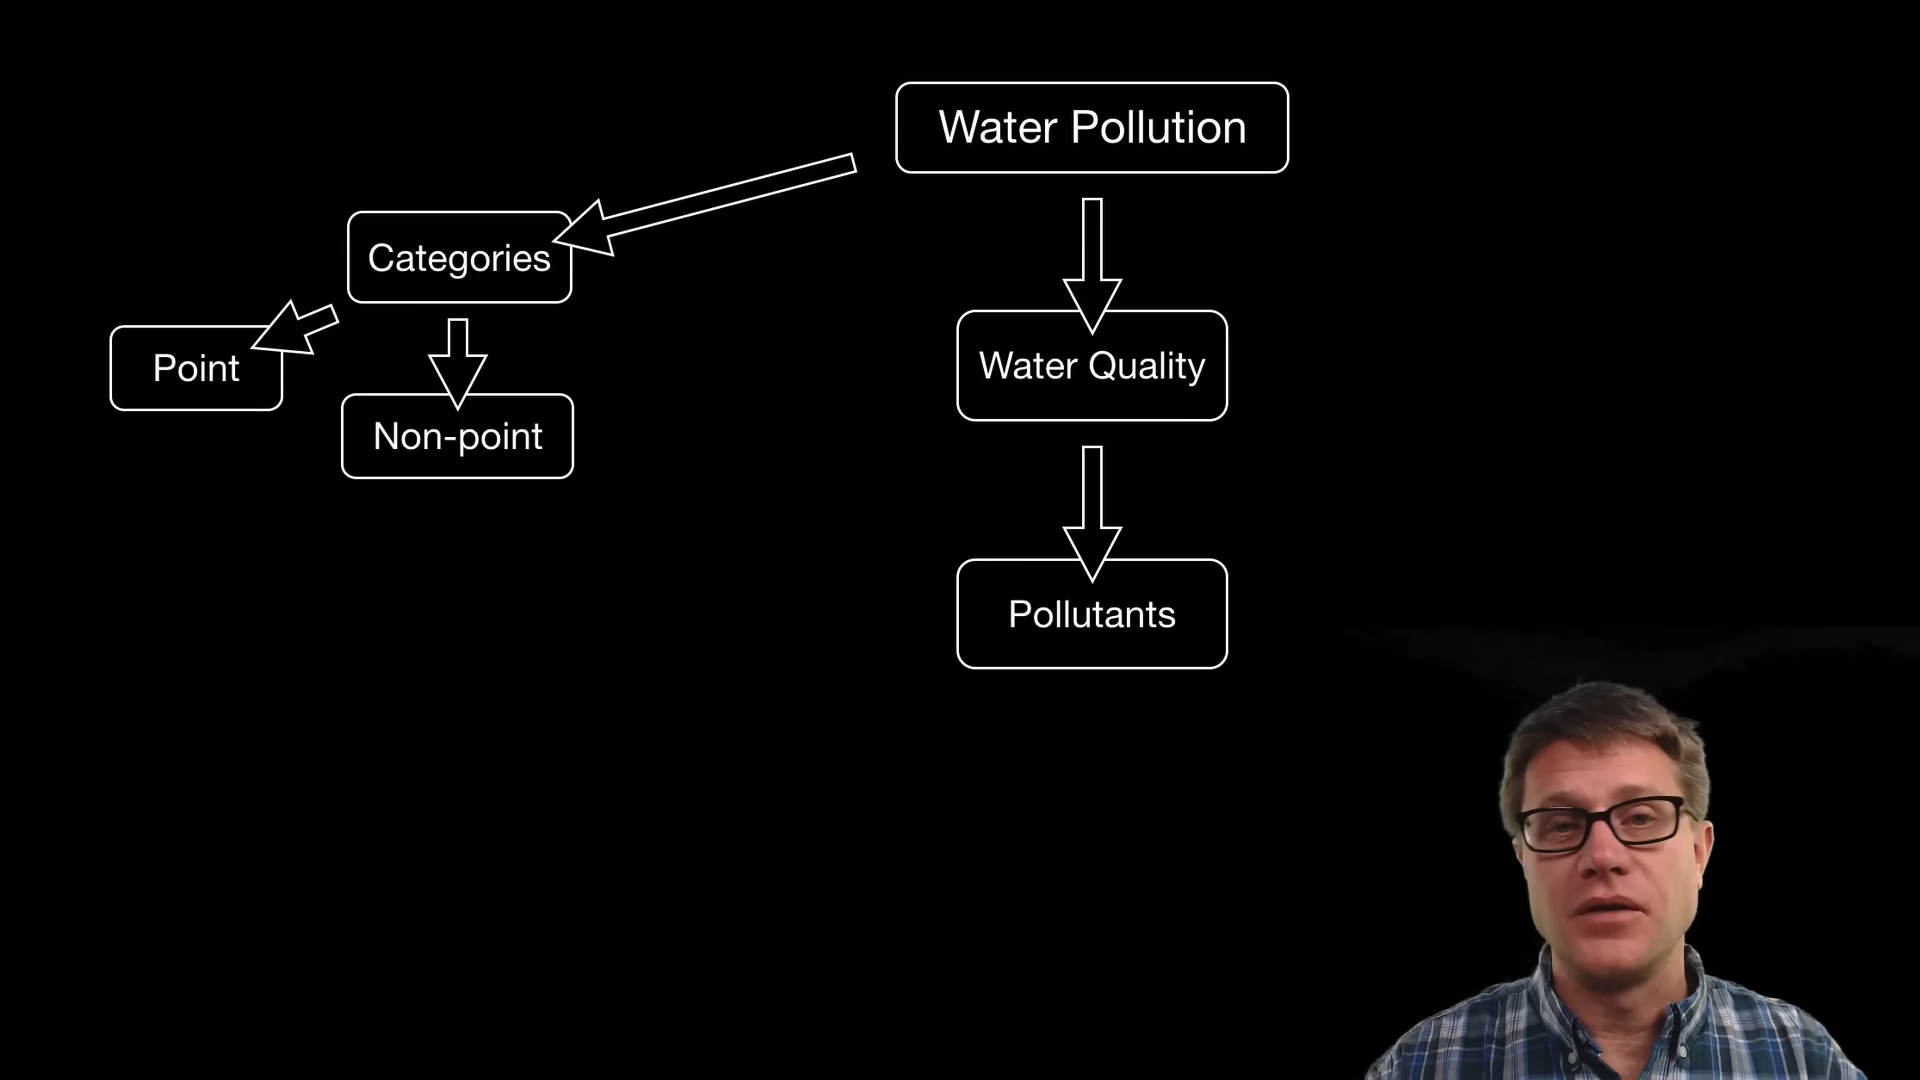 Water Pollution
Categories
Point
Non-point
Water Quality
Pollutants